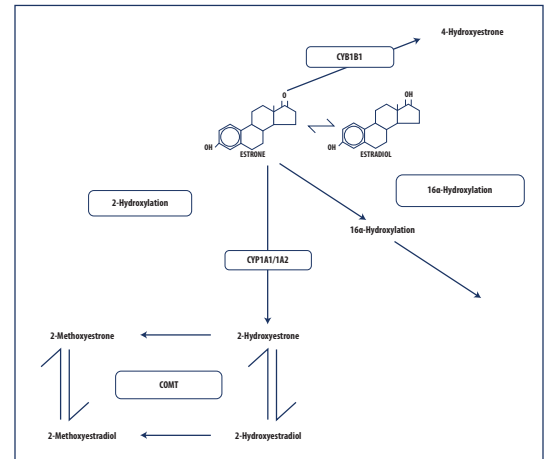 4-Hydroxyestrone
CYB1B1
O
OH
OH
OH
ESTRONE
ESTRADIOL
2-Hydroxylation
16α-Hydroxylation
16α-Hydroxylation
CYP1A1/1A2
2-Methoxyestrone
2-Hydroxyestrone
COMT
2-Methoxyestradiol
2-Hydroxyestradiol